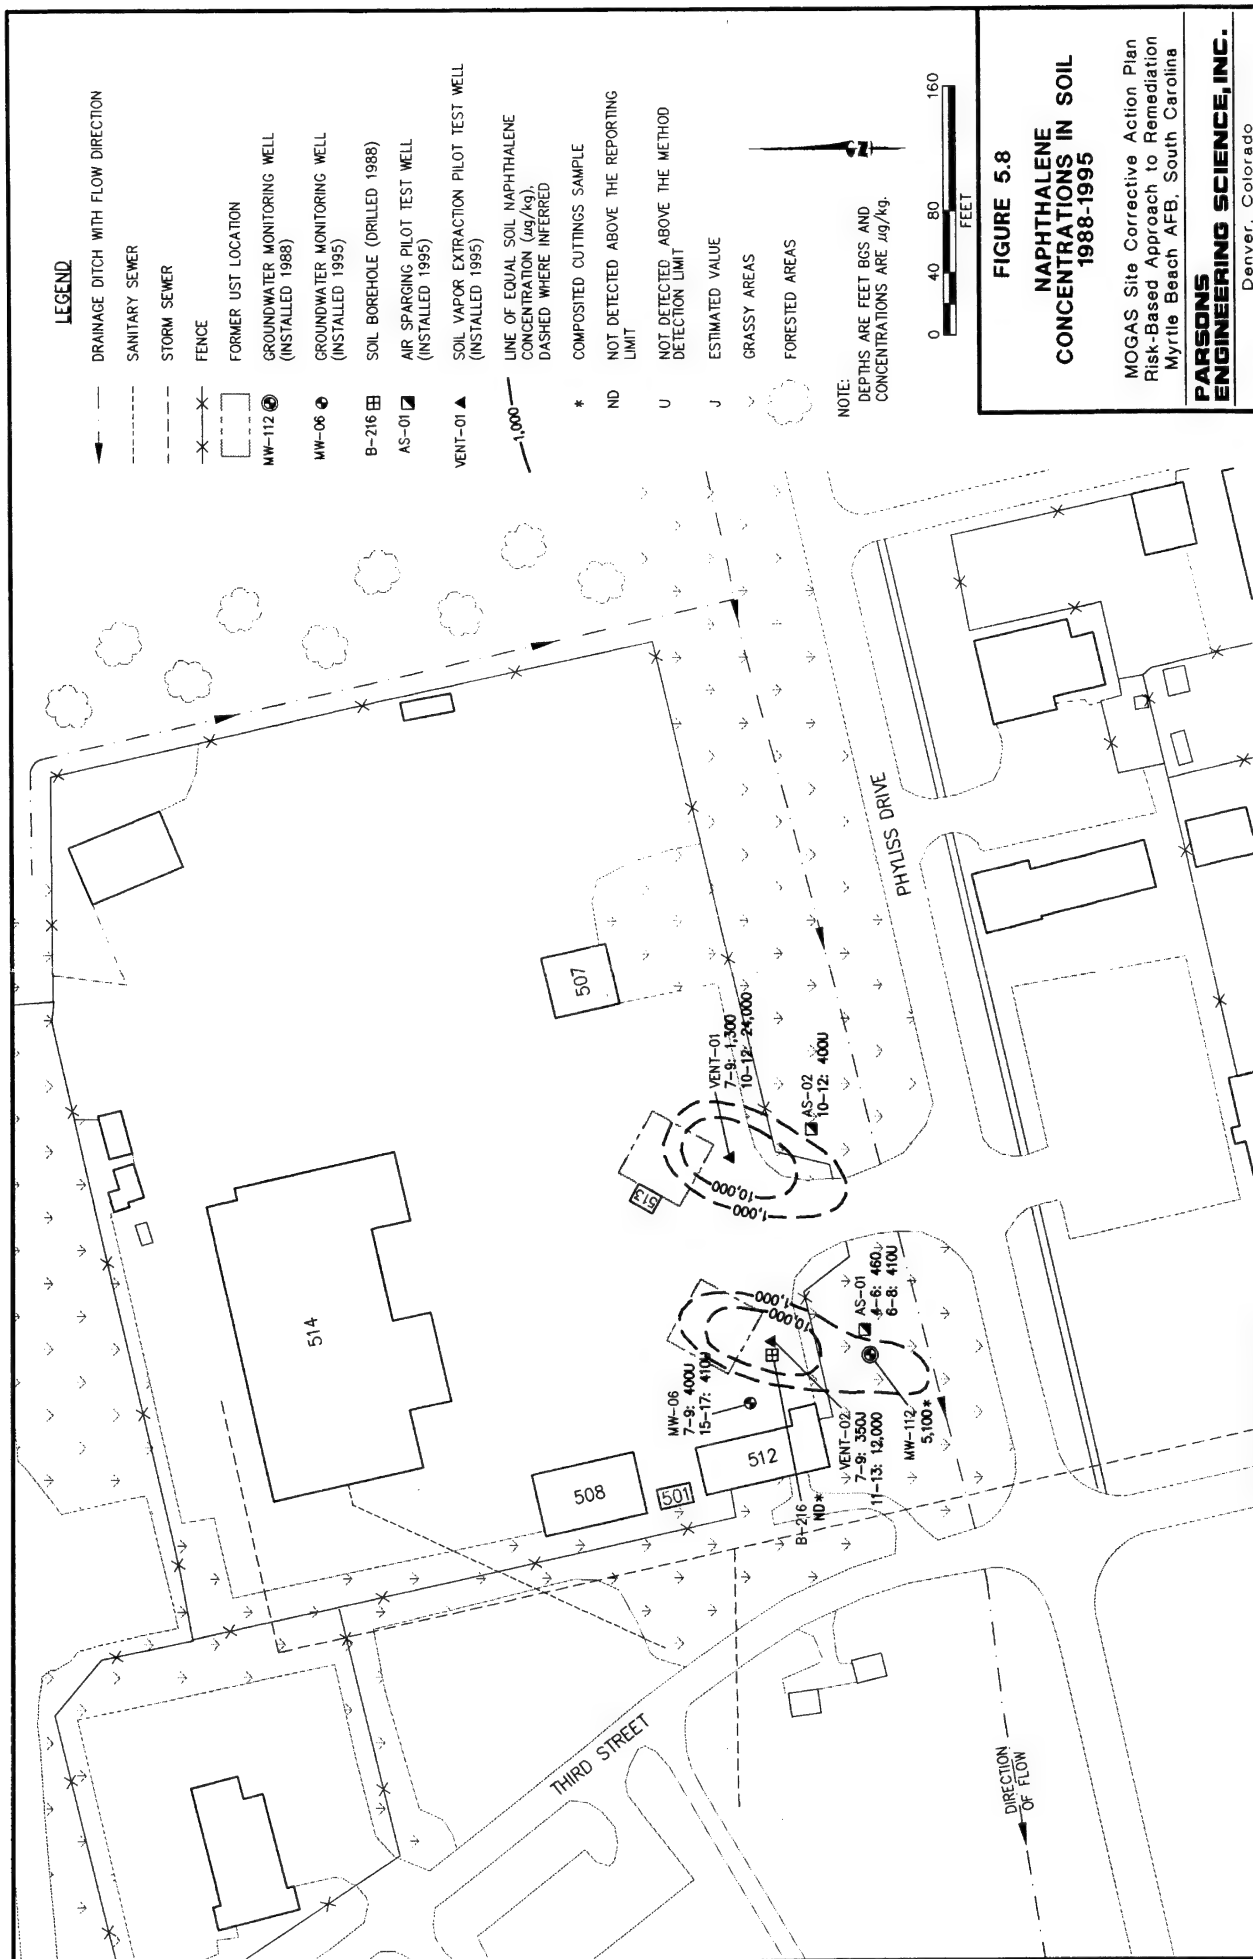 LEGEND
DRAINAGE DITCH WITH FLOW DIRECTION
SANITARY SEWER
STORM SEWER
FENCE
FORMER UST LOCATION
MW-112
GROUNDWATER MONITORING WELL
(INSTALLED 1988)
MW-06
GROUNDWATER MONITORING WELL
(INSTALLED 1995)
B-216
SOIL BOREHOLE (DRILLED 1988)
AS-01
AIR SPARGING PILOT TEST WELL
(INSTALLED 1995)
VENT-01
SOIL VAPOR EXTRACTION PILOT TEST WELL
(INSTALLED 1995)
1,000
LINE OF EQUAL SOIL NAPHTHALENE
CONCENTRATION (µg/kg),
DASHED WHERE INFERRED
* COMPOSITED CUTTINGS SAMPLE
ND NOT DETECTED ABOVE THE REPORTING
LIMIT
U NOT DETECTED ABOVE THE METHOD
DETECTION LIMIT
J ESTIMATED VALUE
GRASSY AREAS
FORESTED AREAS
NOTE:
DEPTHS ARE FEET BGS AND
CONCENTRATIONS ARE µg/kg.
N
0 40 80 160
FEET
FIGURE 5.8
NAPHTHALENE
CONCENTRATIONS IN SOIL
1988-1995
MOGAS Site Corrective Action Plan
Risk-Based Approach to Remediation
Myrtle Beach AFB, South Carolina
PARSONS
ENGINEERING SCIENCE, INC.
Denver, Colorado
514
507
513
508
501
512
VENT-01
7-9: 1,300
10-12: 24,000
AS-02
10-12: 400U
10,000
1,000
1,000
10,000
MW-06
7-9: 400U
15-17: 410U
AS-01
4-6: 460
6-8: 410U
VENT-02
7-9: 350J
11-13: 12,000
MW-112
5,100*
B-216
ND*
PHYLISS DRIVE
THIRD STREET
DIRECTION
OF FLOW